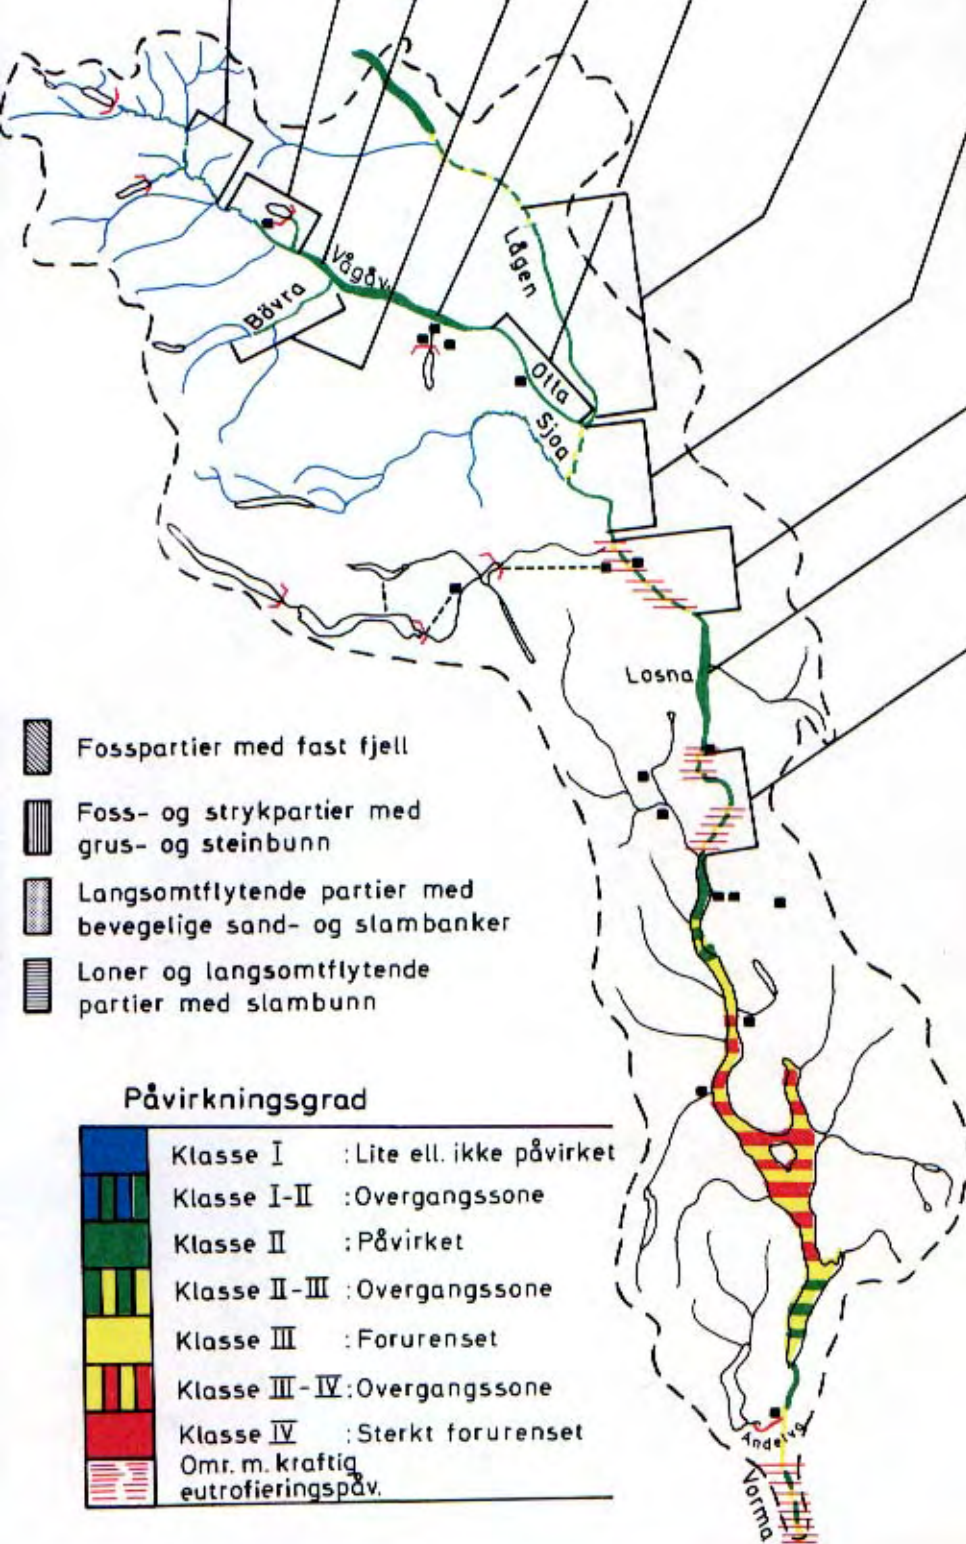 Vågåv.
Lågen
Bövra
Otta
Sjoa
Losna
Fosspartier med fast fjell
Foss- og strykpartier med
grus- og steinbunn
Langsomtflytende partier med
bevegelige sand- og slambanker
Loner og langsomtflytende
partier med slambunn
Påvirkningsgrad
Klasse I : Lite ell. ikke påvirket
Klasse I-II : Overgangssone
Klasse II : Påvirket
Klasse II-III : Overgangssone
Klasse III : Forurenset
Klasse III-IV : Overgangssone
Klasse IV : Sterkt forurenset
Omr. m. kraftig
eutrofieringspåv.
Andelva
Vorma